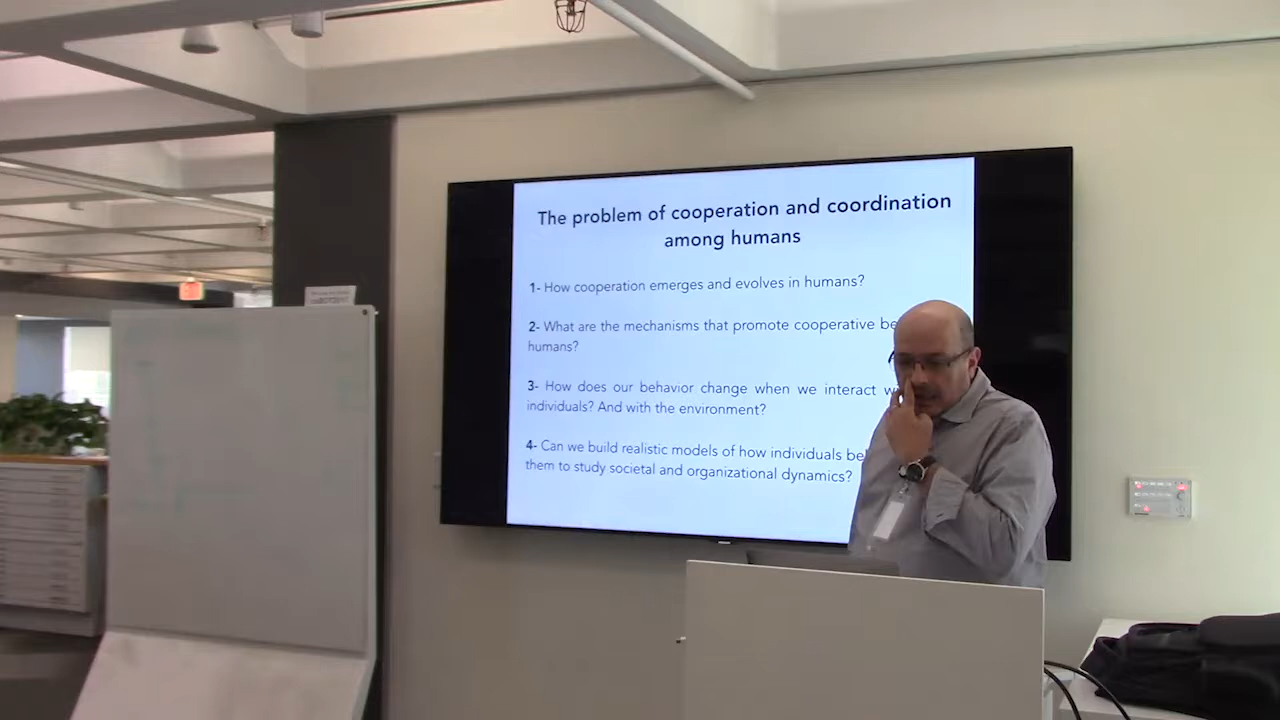 The problem of cooperation and coordination
among humans
1- How cooperation emerges and evolves in humans?
2- What are the mechanisms that promote cooperative be
humans?
3- How does our behavior change when we interact w
individuals? And with the environment?
4- Can we build realistic models of how individuals be
them to study societal and organizational dynamics?